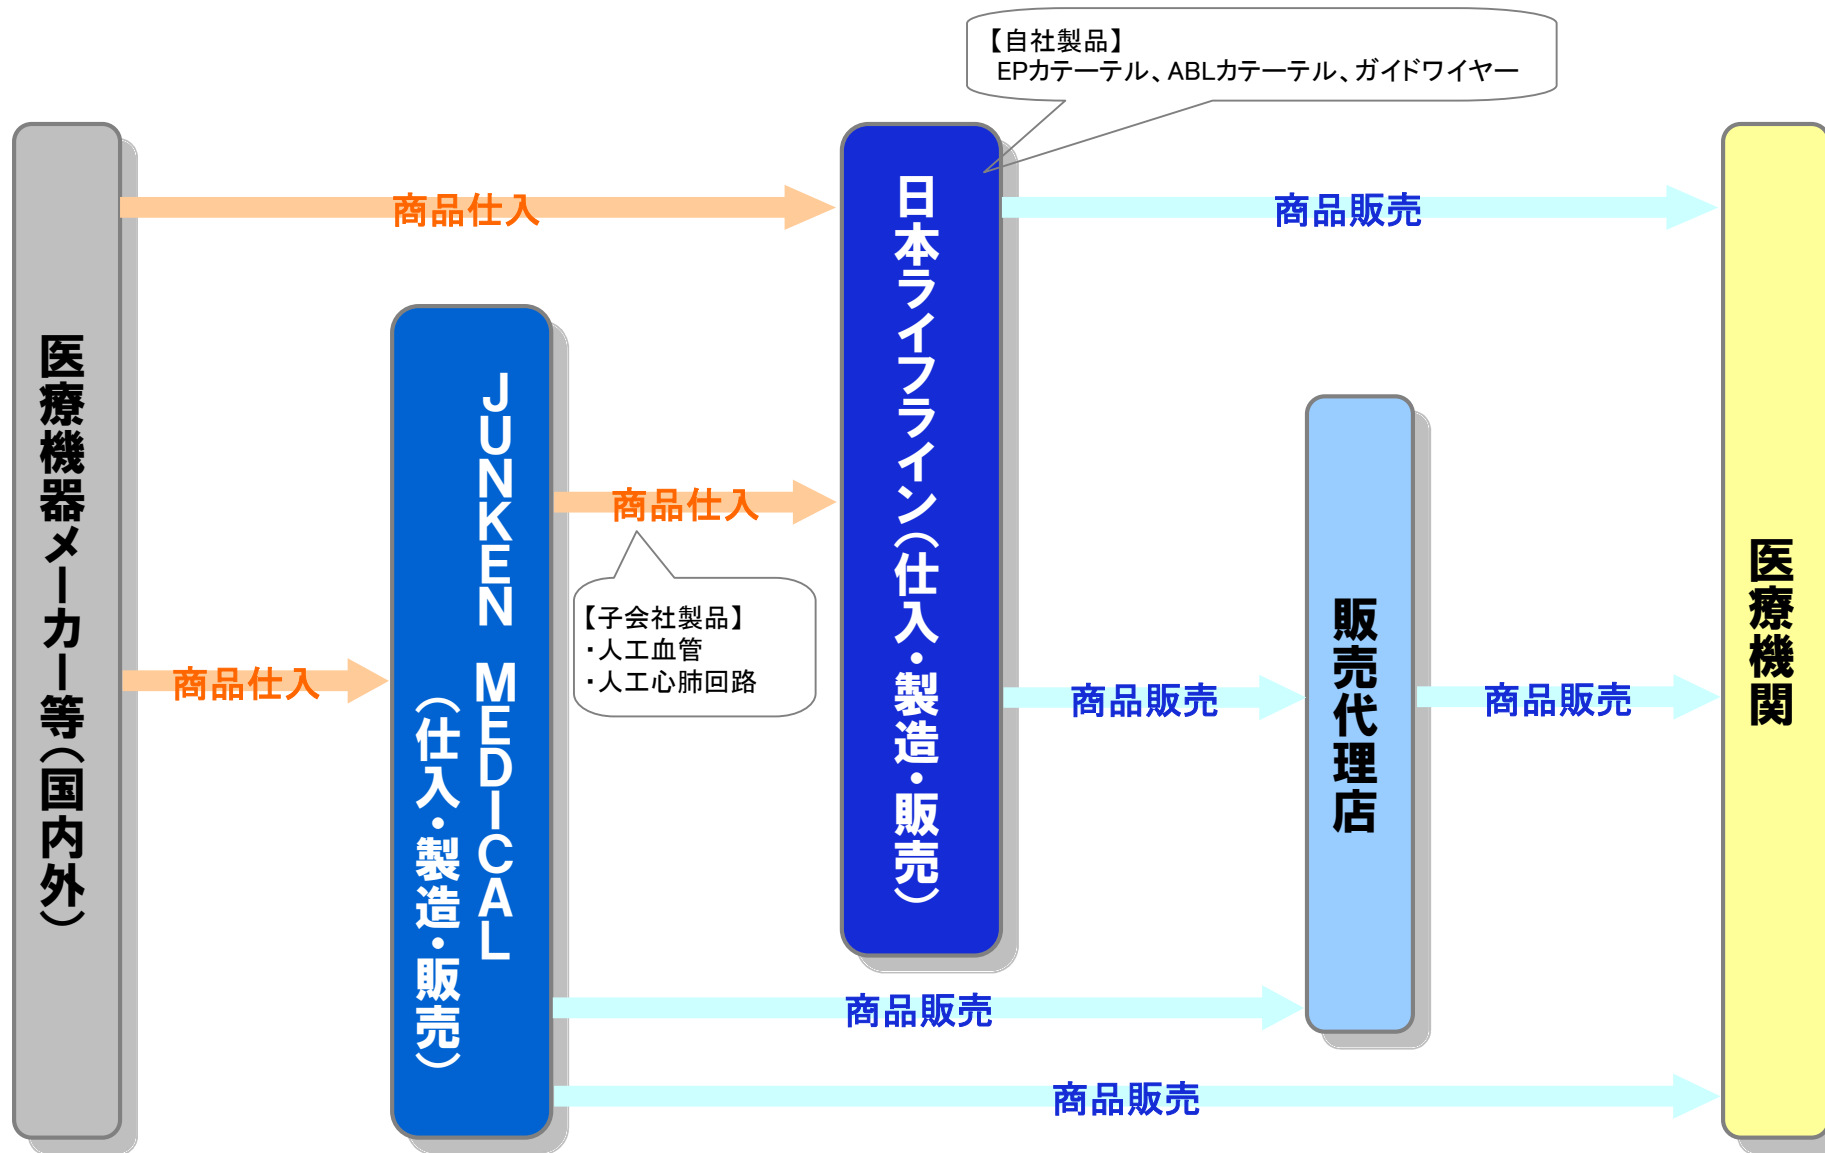 【自社製品】
EPカテーテル、ABLカテーテル、ガイドワイヤー
医療機器メーカー等（国内外）
商品仕入
日本ライフライン（仕入・製造・販売）
商品販売
医療機関
JUNKEN MEDICAL
（仕入・製造・販売）
商品仕入
【子会社製品】
・人工血管
・人工心肺回路
商品仕入
商品販売
販売代理店
商品販売
商品販売
商品販売